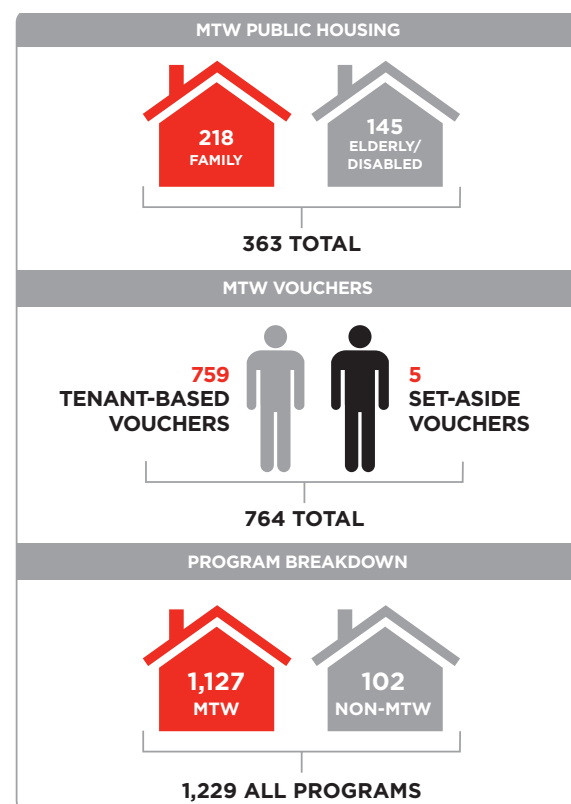 MTW PUBLIC HOUSING
218
FAMILY
145
ELDERLY/
DISABLED
363 TOTAL
MTW VOUCHERS
759
TENANT-BASED
VOUCHERS
5
SET-ASIDE
VOUCHERS
764 TOTAL
PROGRAM BREAKDOWN
1,127
MTW
102
NON-MTW
1,229 ALL PROGRAMS